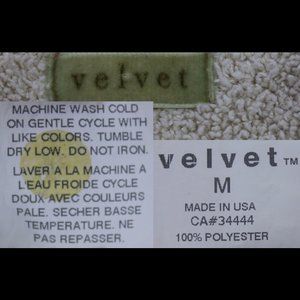 velvet
MACHINE WASH COLD
ON GENTLE CYCLE WITH
LIKE COLORS. TUMBLE
DRY LOW. DO NOT IRON.
LAVER A LA MACHINE A
L'EAU FROIDE CYCLE
DOUX AVEC COULEURS
PALE. SECHER BASSE
TEMPERATURE. NE
PAS REPASSER.
velvet™
M
MADE IN USA
CA#34444
100% POLYESTER